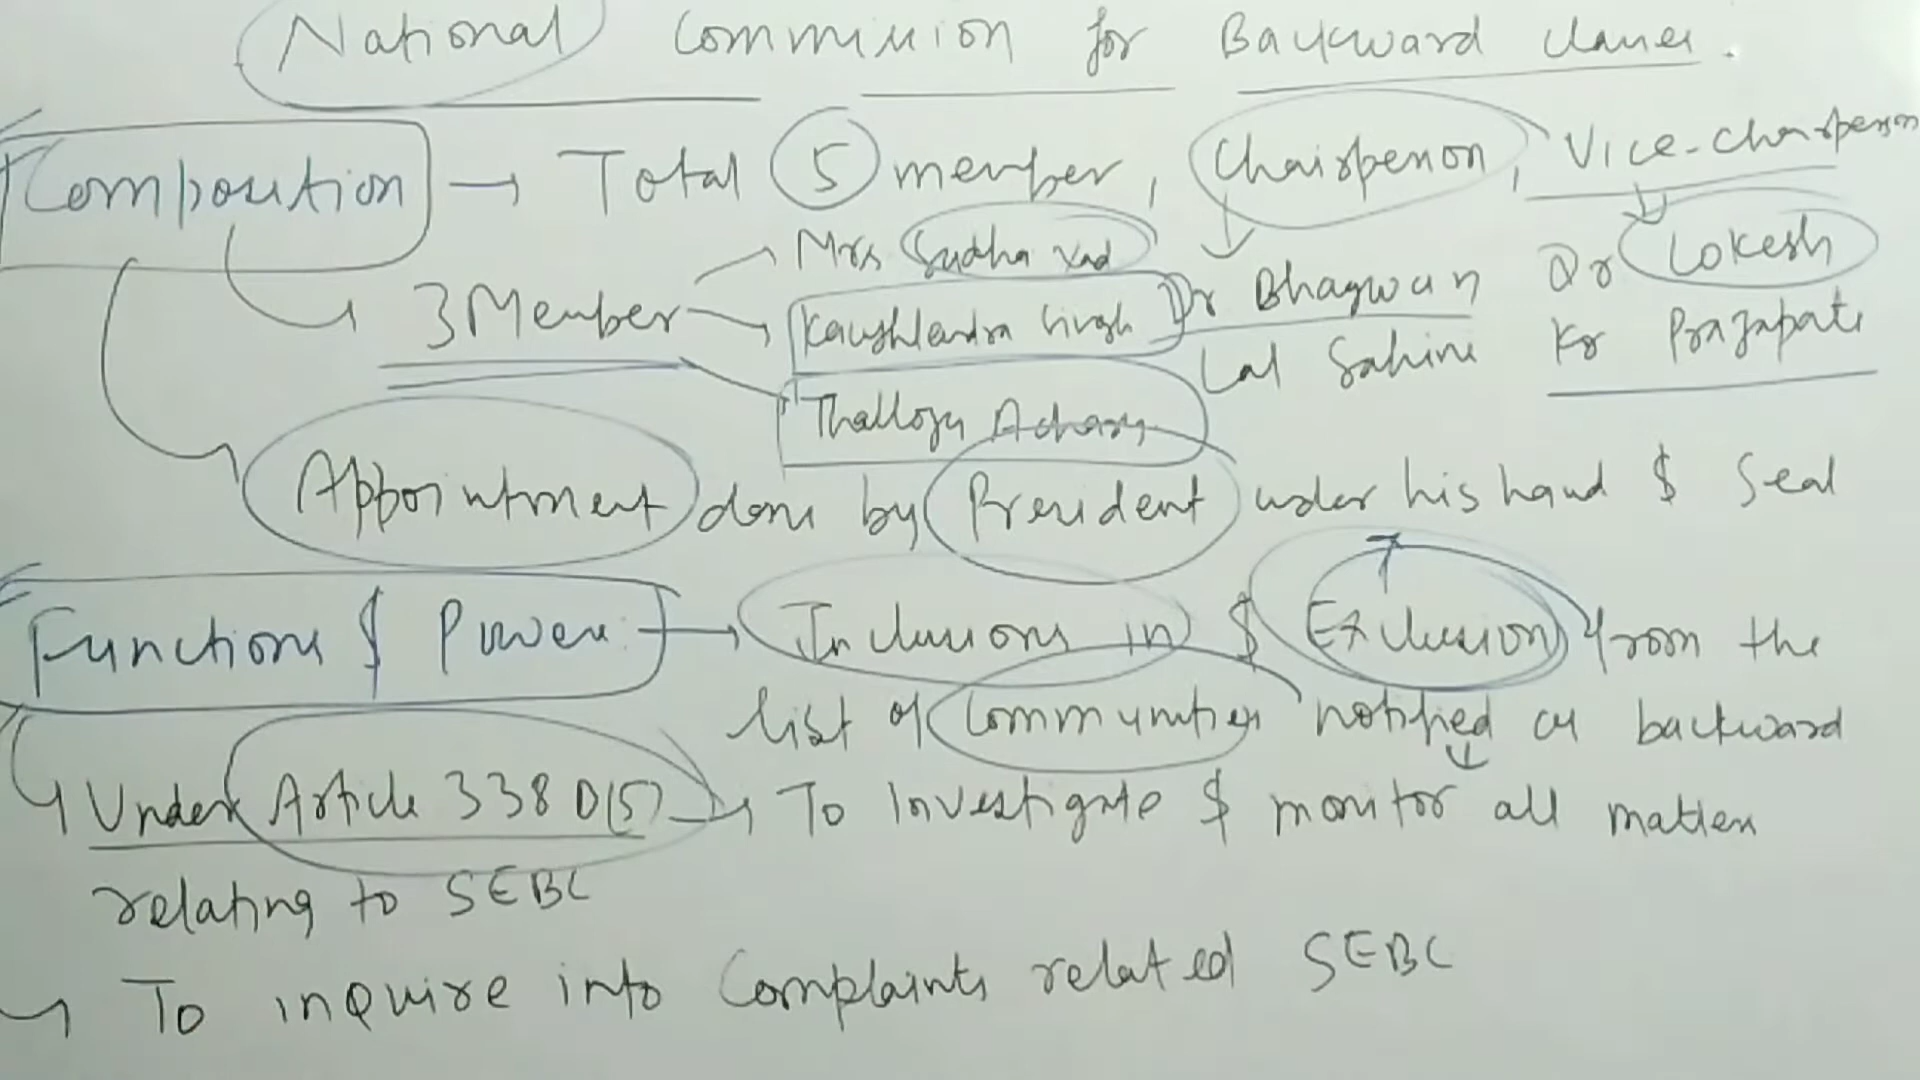 National Commission for Backward classes.
Composition → Total 5 member, Chairperson, Vice-Chairperson
3 Member
Mrs Sudha Yad
Kaushlendra Singh
Thalloju Achary
Dr Bhagwan
Lal Sahini
Dr Lokesh
Kr Prajapati
Appointment done by President under his hand & Seal
Functions & Powers: → Inclusions in & Exclusion from the
list of Communities notified as backward
Under Article 338 B(5) → To Investigate & monitor all matters
relating to SEBC
To inquire into Complaints related SEBC